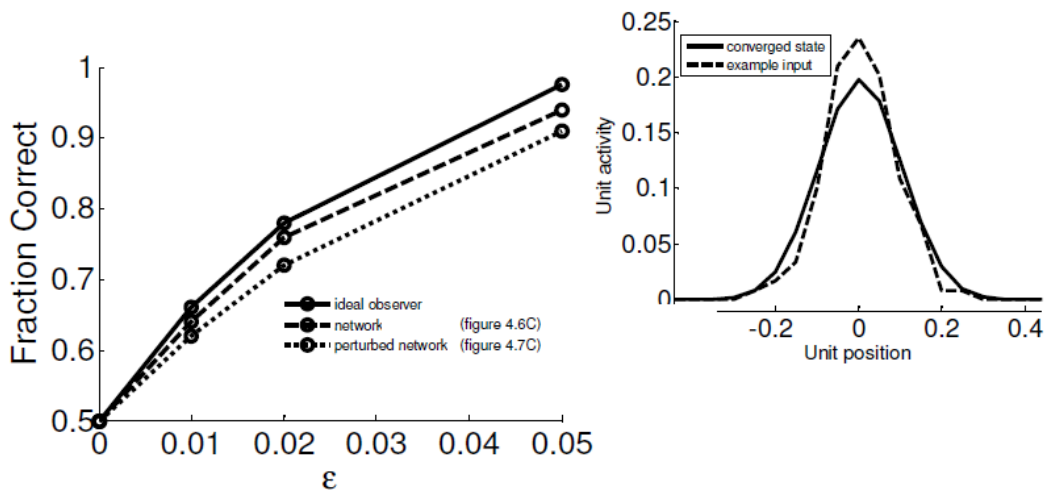 Fraction Correct
1
0.9
0.8
0.7
0.6
0.5
0 0.01 0.02 0.03 0.04 0.05
ε
ideal observer
network (figure 4.6C)
perturbed network (figure 4.7C)
Unit activity
0.25
0.20
0.15
0.1
0.05
0
-0.2 0 0.2 0.4
Unit position
converged state
example input